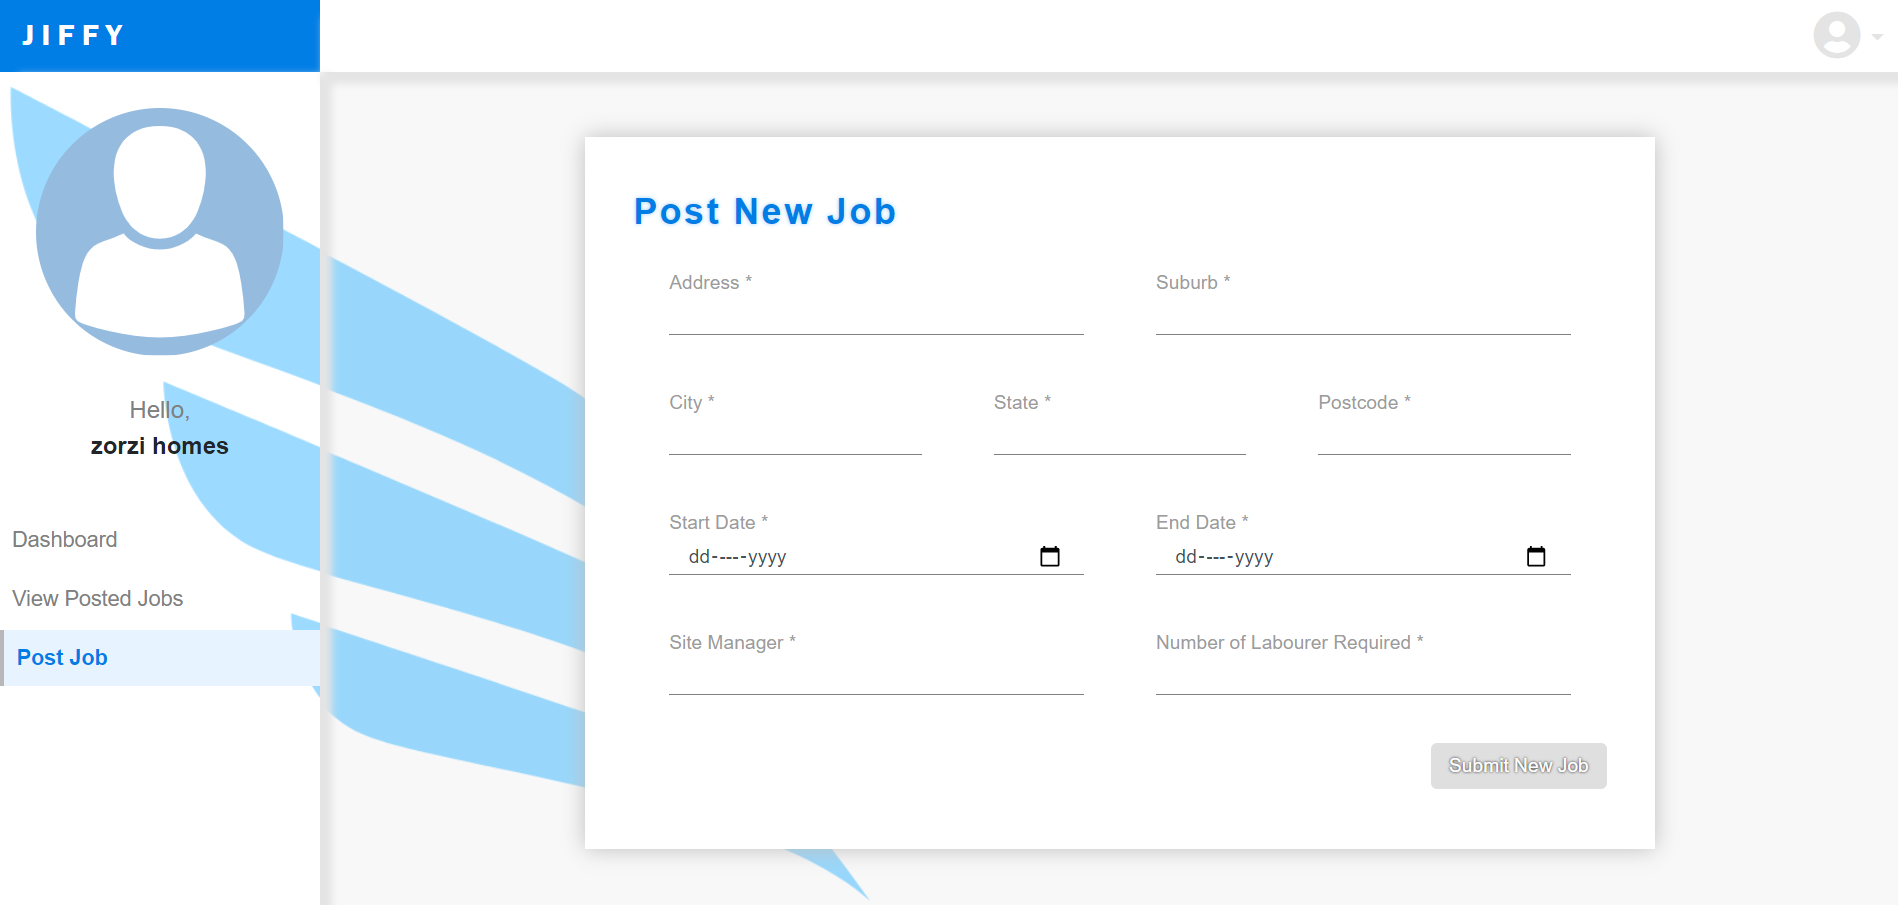 JIFFY
Hello,
zorzi homes
Dashboard
View Posted Jobs
Post Job
Post New Job
Address *
Suburb *
City *
State *
Postcode *
Start Date *
End Date *
dd-----yyyy
dd-----yyyy
Site Manager *
Number of Labourer Required *
Submit New Job